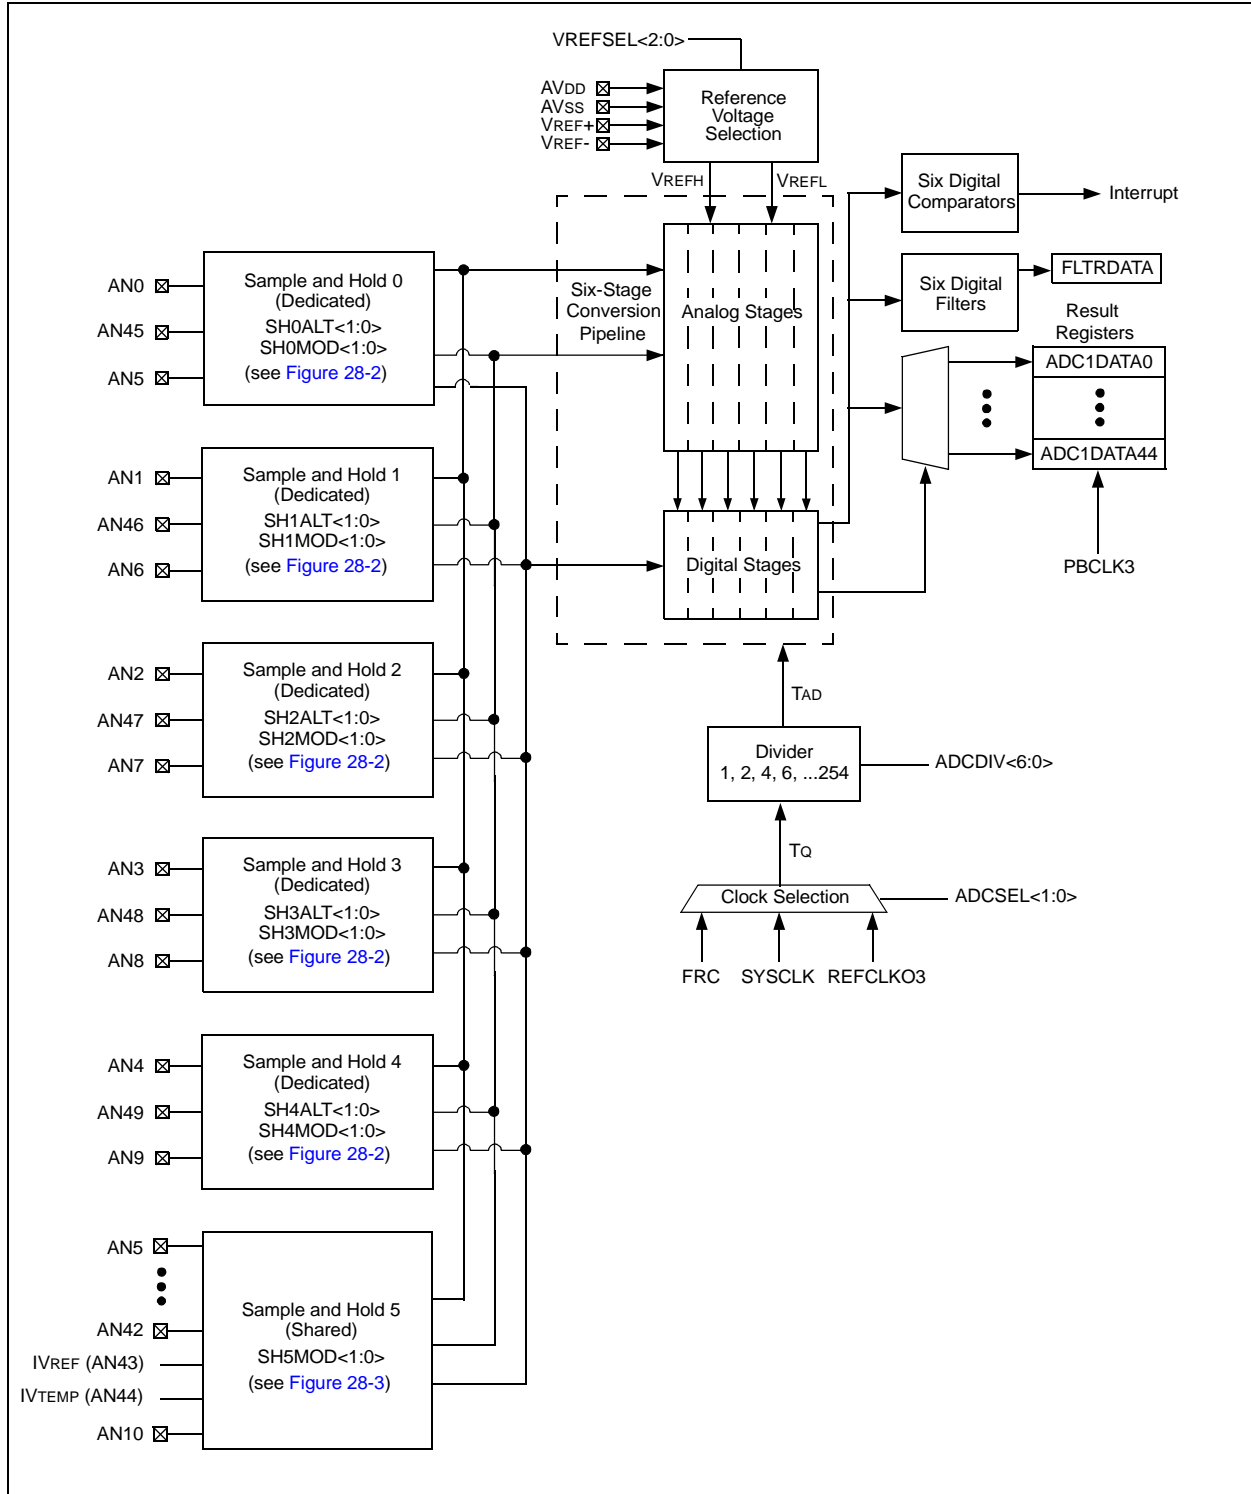 VREFSEL<2:0>
AVDD
AVSS
VREF+
VREF-
Reference
Voltage
Selection
VREFH
VREFL
Six Digital
Comparators
Interrupt
Six Digital
Filters
FLTRDATA
Result
Registers
ADC1DATA0
ADC1DATA44
PBCLK3
Six-Stage
Conversion
Pipeline
Analog Stages
Digital Stages
TAD
Divider
1, 2, 4, 6, ...254
ADCDIV<6:0>
TQ
Clock Selection
ADCSEL<1:0>
FRC
SYSCLK
REFCLKO3
AN0
AN45
AN5
Sample and Hold 0
(Dedicated)
SH0ALT<1:0>
SH0MOD<1:0>
(see Figure 28-2)
AN1
AN46
AN6
Sample and Hold 1
(Dedicated)
SH1ALT<1:0>
SH1MOD<1:0>
(see Figure 28-2)
AN2
AN47
AN7
Sample and Hold 2
(Dedicated)
SH2ALT<1:0>
SH2MOD<1:0>
(see Figure 28-2)
AN3
AN48
AN8
Sample and Hold 3
(Dedicated)
SH3ALT<1:0>
SH3MOD<1:0>
(see Figure 28-2)
AN4
AN49
AN9
Sample and Hold 4
(Dedicated)
SH4ALT<1:0>
SH4MOD<1:0>
(see Figure 28-2)
AN5
AN42
IVREF (AN43)
IVTEMP (AN44)
AN10
Sample and Hold 5
(Shared)
SH5MOD<1:0>
(see Figure 28-3)